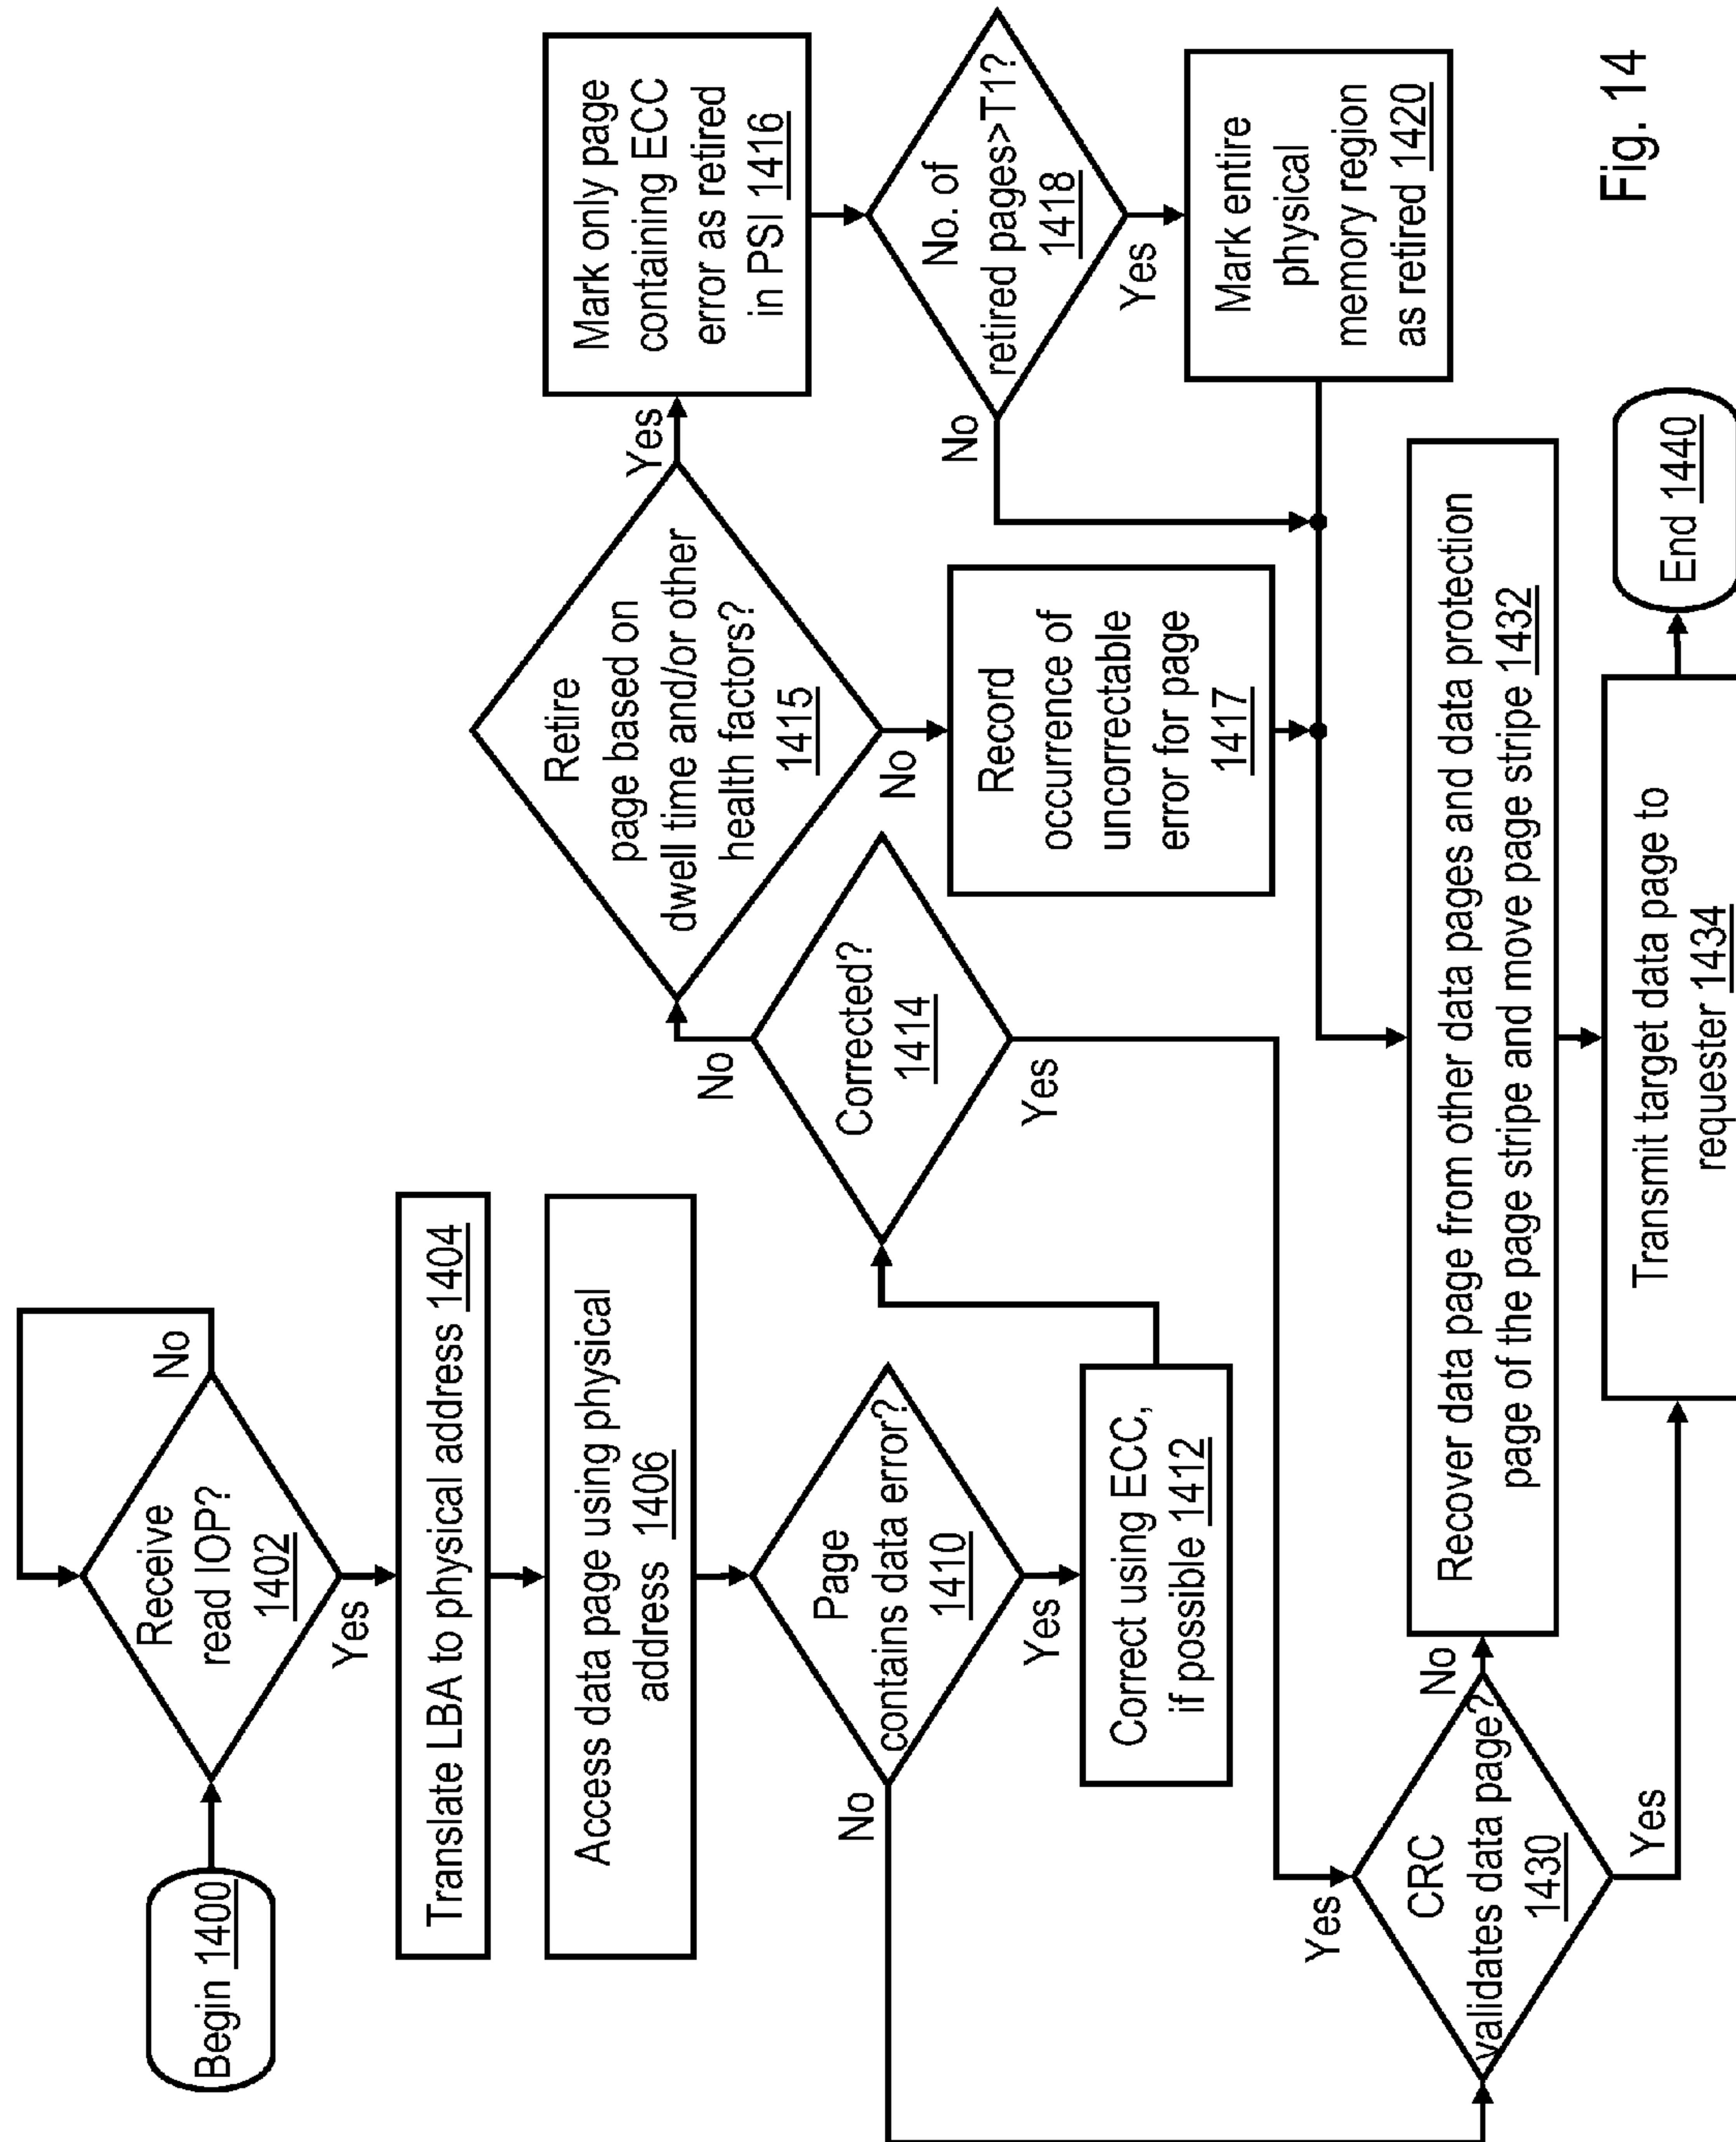 Begin 1400
Receive
read IOP?
1402
No
Yes
Translate LBA to physical address 1404
Access data page using physical
address 1406
Page
contains data error?
1410
No
Yes
Correct using ECC,
if possible 1412
Corrected?
1414
No
Yes
Retire
page based on
dwell time and/or other
health factors?
1415
Yes
No
Mark only page
containing ECC
error as retired
in PSI 1416
Record
occurrence of
uncorrectable
error for page
1417
No. of
retired pages>T1?
1418
No
Yes
Mark entire
physical
memory region
as retired 1420
Yes
CRC
validates data page?
1430
No
Yes
Recover data page from other data pages and data protection
page of the page stripe and move page stripe 1432
Transmit target data page to
requester 1434
End 1440
Fig. 14